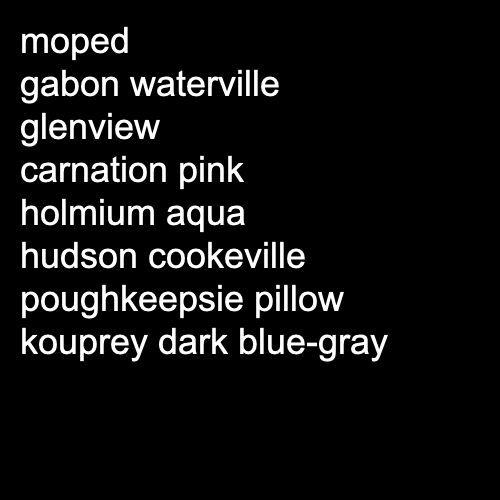 moped
gabon waterville
glenview
carnation pink
holmium aqua
hudson cookeville
poughkeepsie pillow
kouprey dark blue-gray